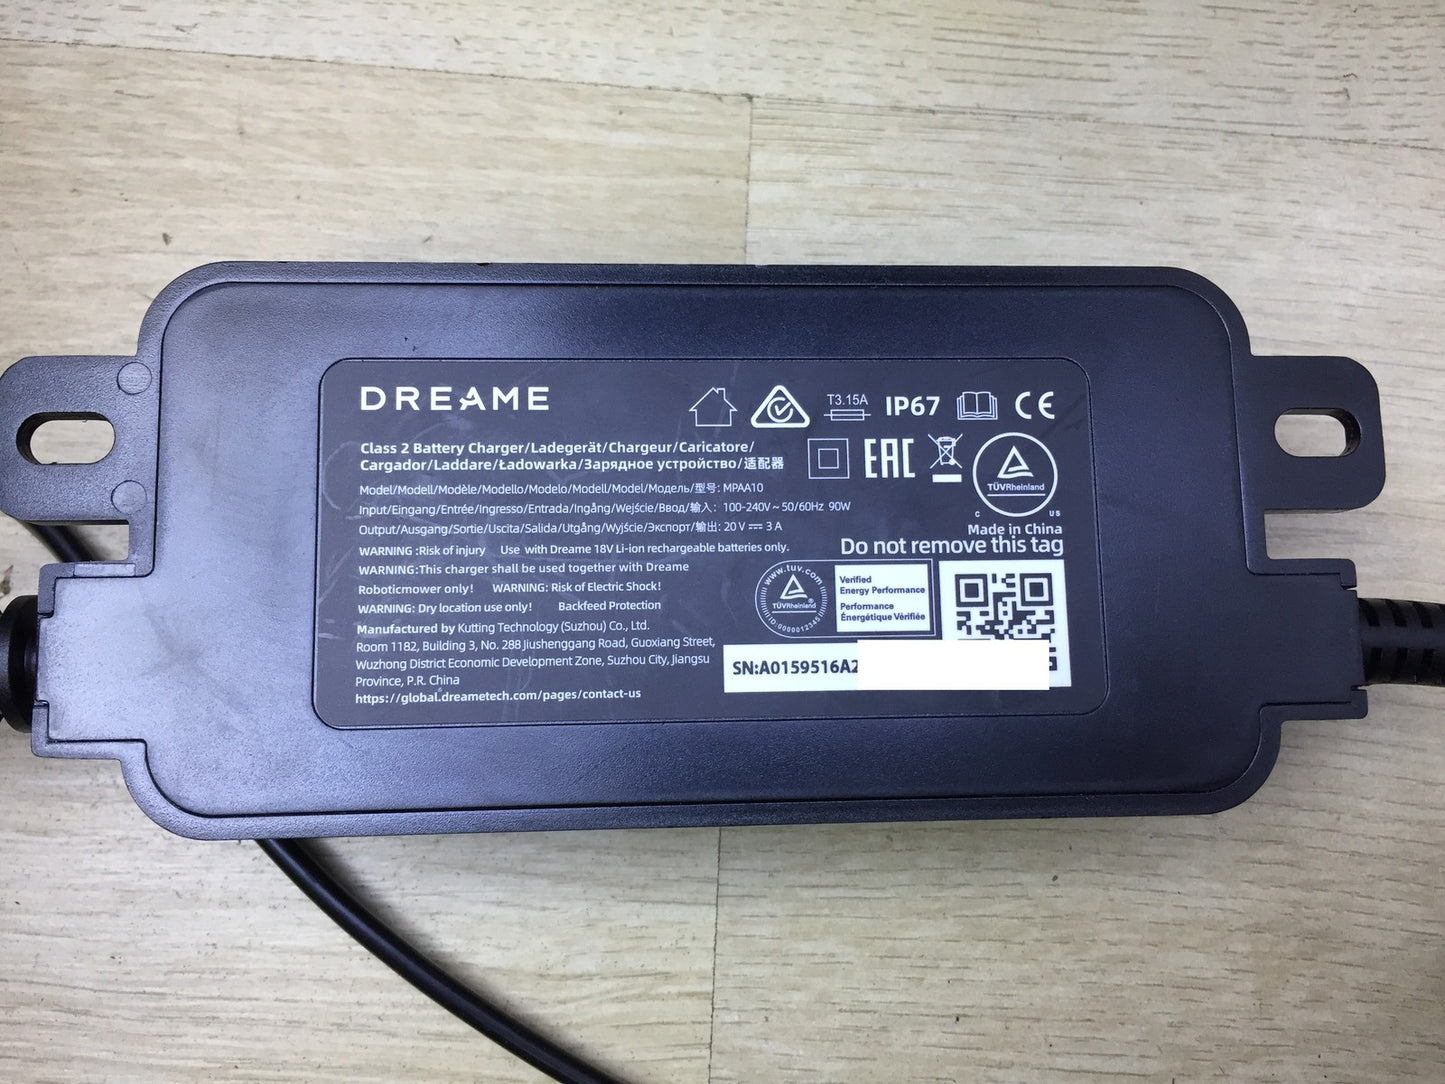 DREAME
T3.15A
IP67
CE
Class 2 Battery Charger/Ladegerät/Chargeur/Caricatore/
Cargador/Laddare/Ładowarka/Зарядное устройство/适配器
EAC
TÜVRheinland
C US
Model/Modell/Modèle/Modello/Modelo/Modell/Model/Модель/型号: MPAA10
Input/Eingang/Entrée/Ingresso/Entrada/Ingång/Wejście/Ввод/输入: 100-240V~50/60Hz 90W
Output/Ausgang/Sortie/Uscita/Salida/Utgång/Wyjście/Экспорт/输出: 20V⎓3A
Made in China
Do not remove this tag
WARNING :Risk of injury Use with Dreame 18V Li-ion rechargeable batteries only.
WARNING:This charger shall be used together with Dreame
Roboticmower only! WARNING: Risk of Electric Shock!
WARNING: Dry location use only! Backfeed Protection
www.tuv.com
TÜVRheinland®
Verified
Energy Performance
Performance
Énergétique Vérifiée
Manufactured by Kutting Technology (Suzhou) Co., Ltd.
Room 1182, Building 3, No. 288 Jiushenggang Road, Guoxiang Street,
Wuzhong District Economic Development Zone, Suzhou City, Jiangsu
Province, P.R. China
https://global.dreametech.com/pages/contact-us
SN:A0159516A2